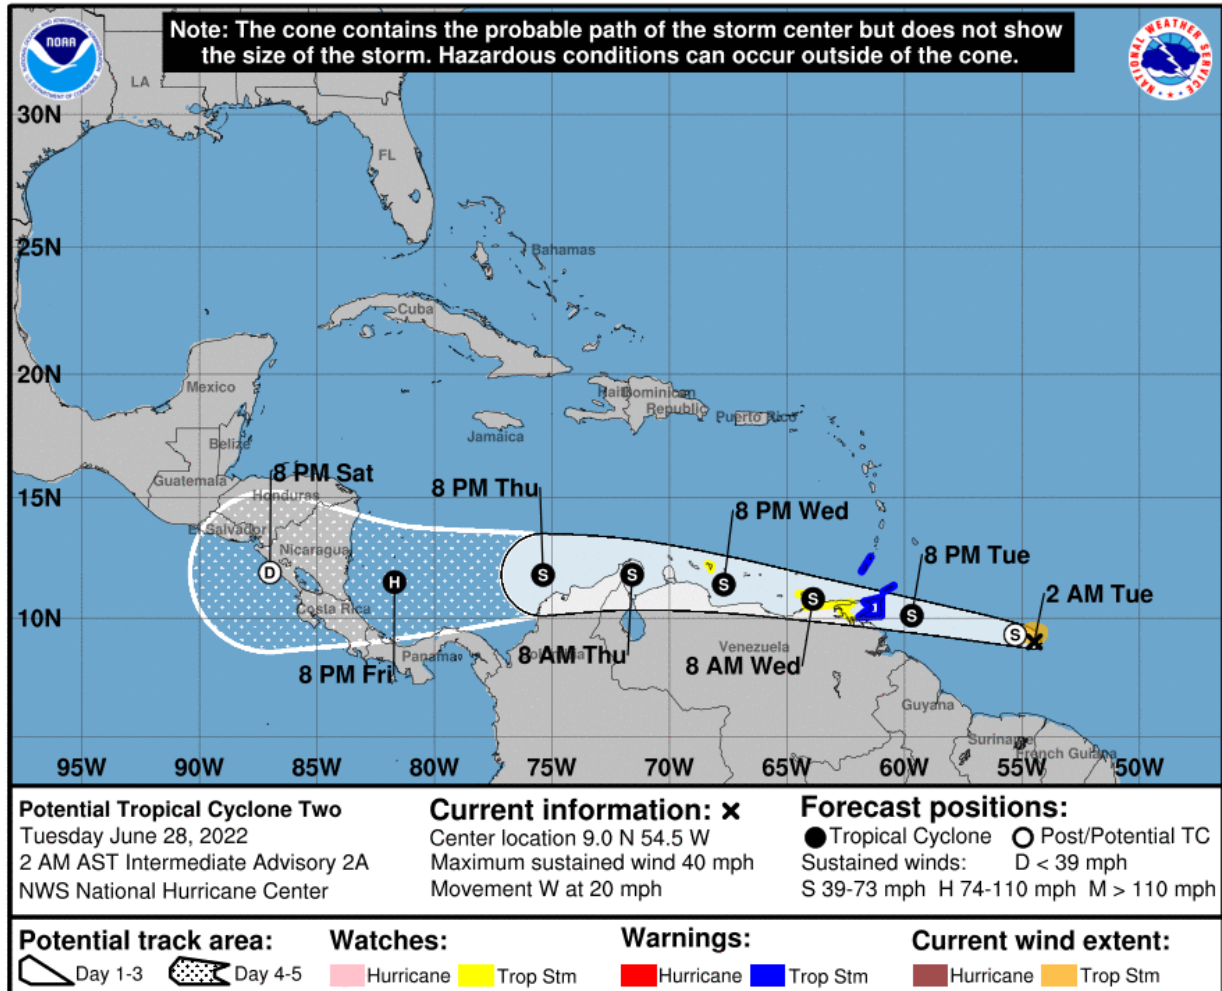 Note: The cone contains the probable path of the storm center but does not show
the size of the storm. Hazardous conditions can occur outside of the cone.
NOAA
NATIONAL WEATHER SERVICE
LA
30N
FL
25N
Bahamas
Cuba
20N
Mexico
Haiti
Dominican
Republic
Puerto Rico
Jamaica
Belize
8 PM Sat
Guatemala
8 PM Thu
15N
Honduras
8 PM Wed
El Salvador
Nicaragua
8 PM Tue
D
H
S
S
S
S
S
S
1
2 AM Tue
Costa Rica
10N
Panama
8 AM Thu
Venezuela
8 AM Wed
8 PM Fri
Guyana
Suriname
French Guiana
95W 90W 85W 80W 75W 70W 65W 60W 55W 50W
Potential Tropical Cyclone Two
Tuesday June 28, 2022
2 AM AST Intermediate Advisory 2A
NWS National Hurricane Center
Current information: x
Center location 9.0 N 54.5 W
Maximum sustained wind 40 mph
Movement W at 20 mph
Forecast positions:
Tropical Cyclone Post/Potential TC
Sustained winds: D < 39 mph
S 39-73 mph H 74-110 mph M > 110 mph
Potential track area:
Day 1-3 Day 4-5
Watches:
Hurricane Trop Stm
Warnings:
Hurricane Trop Stm
Current wind extent:
Hurricane Trop Stm